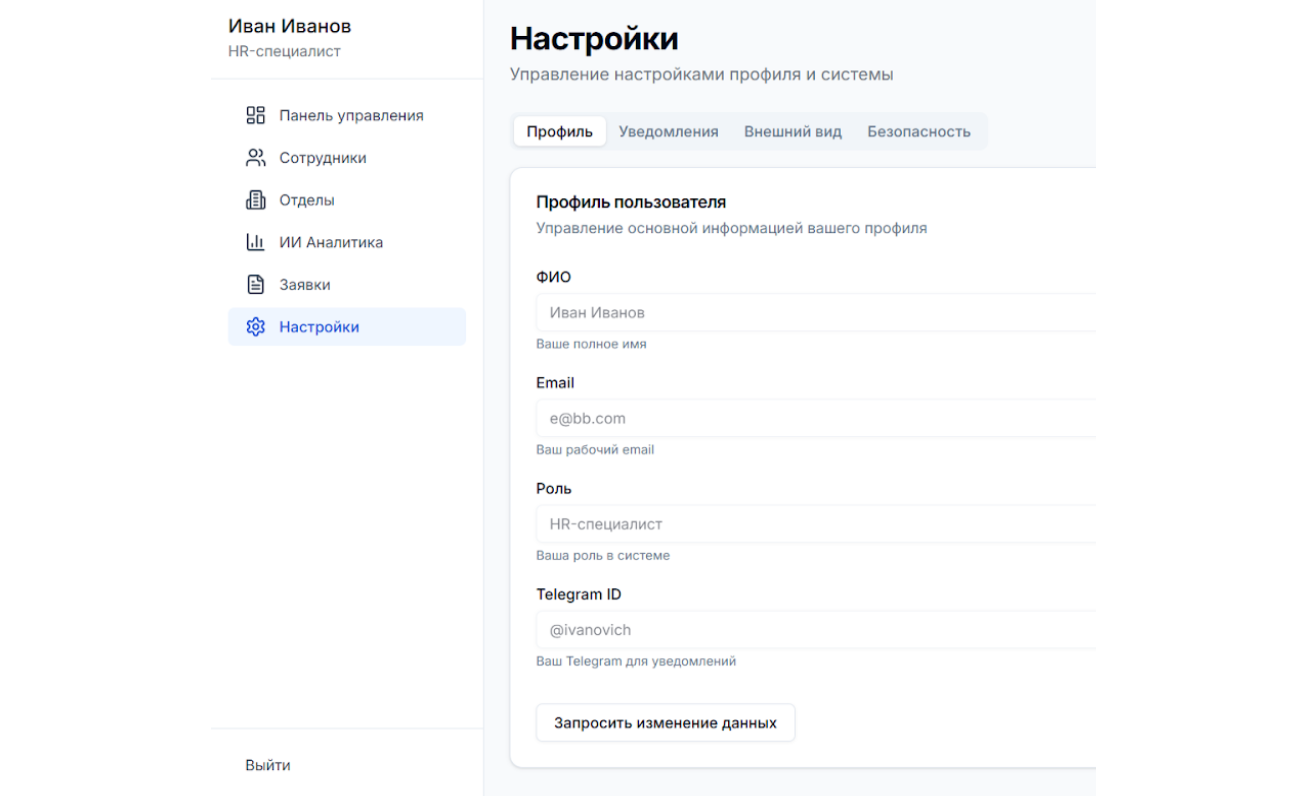 Иван Иванов
HR-специалист
Панель управления
Сотрудники
Отделы
ИИ Аналитика
Заявки
Настройки
Выйти
Настройки
Управление настройками профиля и системы
Профиль Уведомления Внешний вид Безопасность
Профиль пользователя
Управление основной информацией вашего профиля
ФИО
Иван Иванов
Ваше полное имя
Email
e@bb.com
Ваш рабочий email
Роль
HR-специалист
Ваша роль в системе
Telegram ID
@ivanovich
Ваш Telegram для уведомлений
Запросить изменение данных